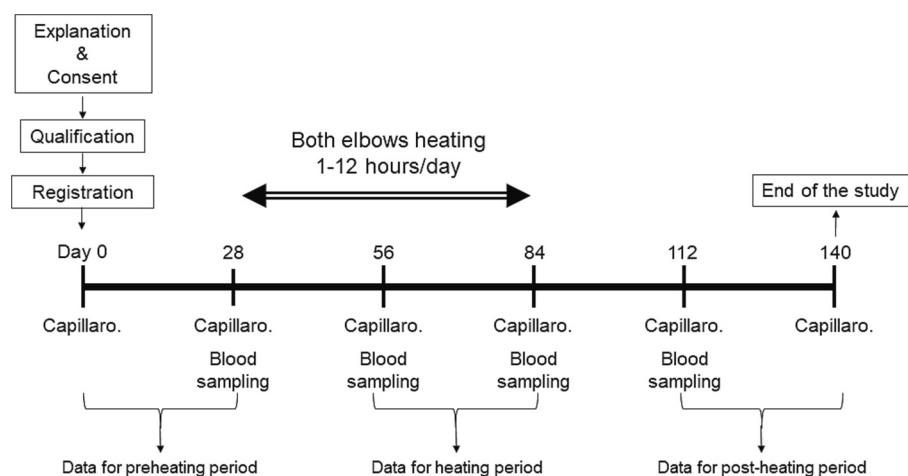 Explanation
&
Consent
Qualification
Registration
Both elbows heating
1-12 hours/day
End of the study
Day 0
28
56
84
112
140
Capillaro.
Capillaro.
Capillaro.
Capillaro.
Capillaro.
Capillaro.
Blood
sampling
Blood
sampling
Blood
sampling
Blood
sampling
Data for preheating period
Data for heating period
Data for post-heating period